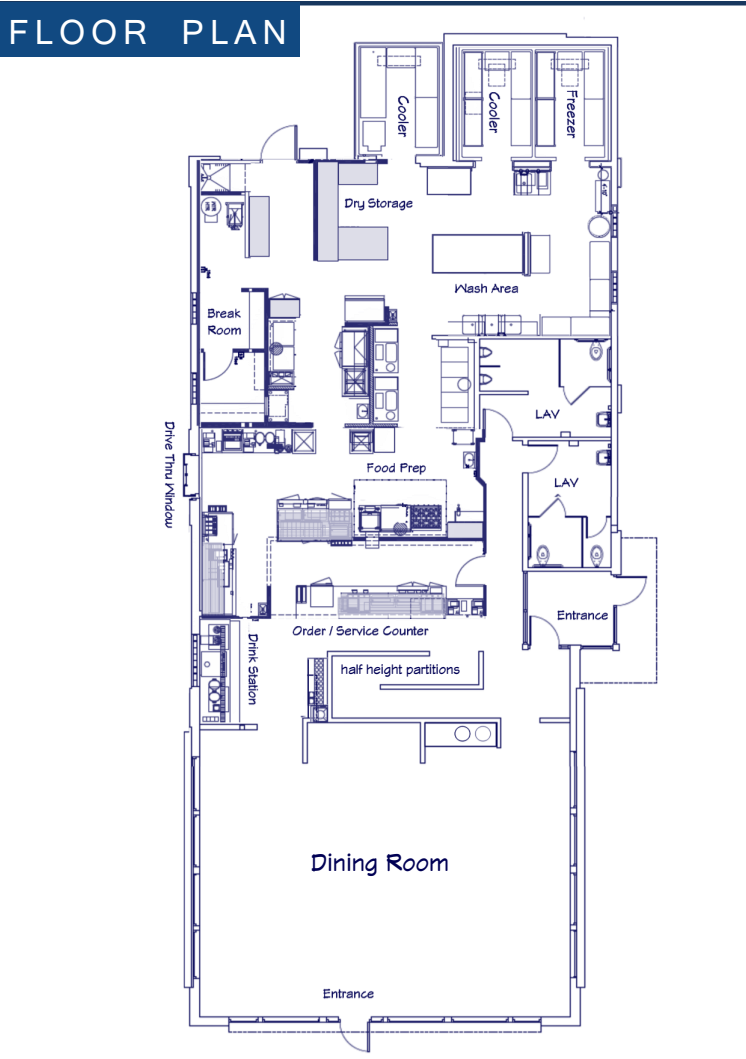 FLOOR PLAN
Cooler
Cooler
Freezer
Dry Storage
Wash Area
Break
Room
LAV
Drive Thru Window
Food Prep
LAV
Entrance
Order / Service Counter
Drink Station
half height partitions
Dining Room
Entrance